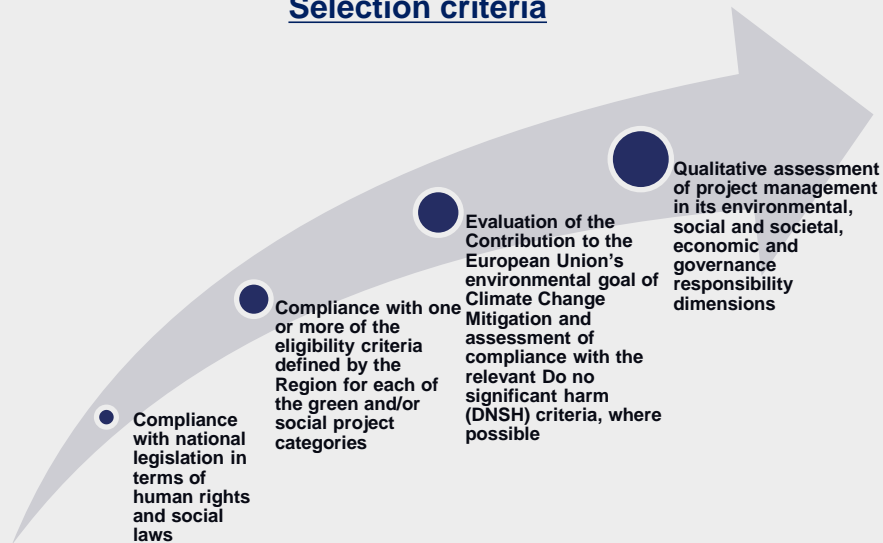 Selection criteria
Compliance
with national
legislation in
terms of
human rights
and social
laws
Compliance with one
or more of the
eligibility criteria
defined by the
Region for each of
the green and/or
social project
categories
Evaluation of the
Contribution to the
European Union's
environmental goal of
Climate Change
Mitigation and
assessment of
compliance with the
relevant Do no
significant harm
(DNSH) criteria, where
possible
Qualitative assessment
of project management
in its environmental,
social and societal,
economic and
governance
responsibility
dimensions